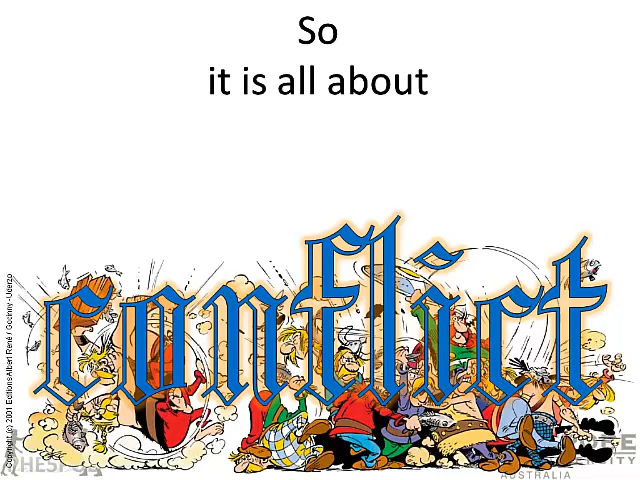 So
it is all about
conflict
Copyright (c) 2001 Editions Albert René / Goscinny - Uderzo
AUSTRALIA